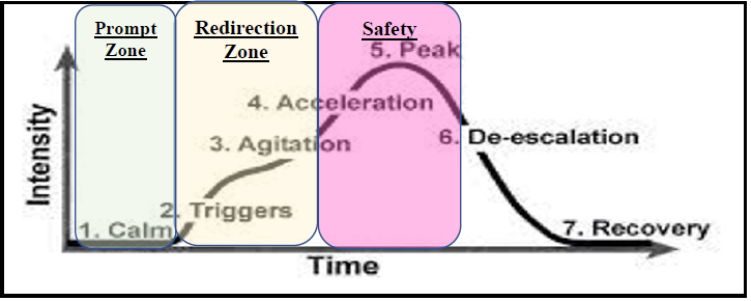 Prompt
Zone
Redirection
Zone
Safety
5. Peak
4. Acceleration
3. Agitation
6. De-escalation
2. Triggers
1. Calm
7. Recovery
Intensity
Time